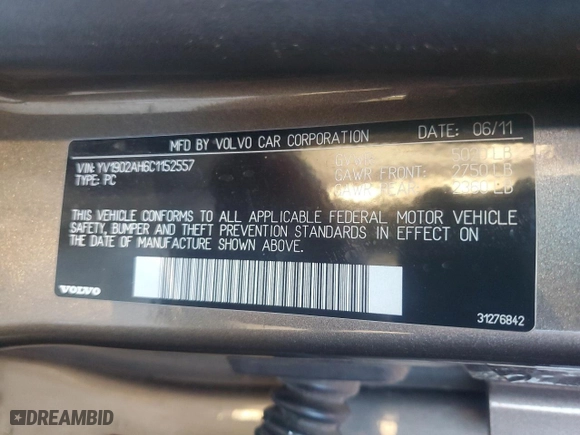 MFD BY VOLVO CAR CORPORATION DATE: 06/11
VIN: YV1902AH6C1152557
TYPE: PC
GAWR FRONT: 2750 LB
THIS VEHICLE CONFORMS TO ALL APPLICABLE FEDERAL MOTOR VEHICLE
SAFETY, BUMPER AND THEFT PREVENTION STANDARDS IN EFFECT ON
THE DATE OF MANUFACTURE SHOWN ABOVE.
VOLVO
31276842
DREAMBID